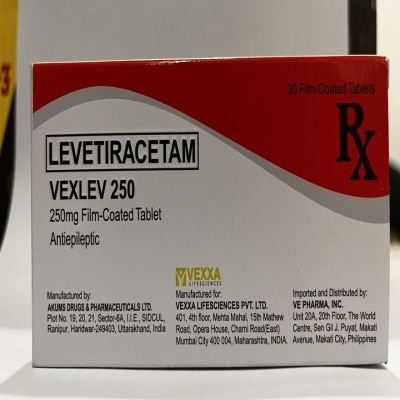 3
30 Film-Coated Tablets
Rx
LEVETIRACETAM
VEXLEV 250
250mg Film-Coated Tablet
Antiepileptic
VEXXA
LIFESCIENCES
Manufactured by:
AKUMS DRUGS & PHARMACEUTICALS LTD.
Plot No. 19, 20, 21, Sector-6A, I.I.E., SIDCUL,
Ranipur, Haridwar-249403, Uttarakhand, India
Manufactured for:
VEXXA LIFESCIENCES PVT. LTD.
401, 4th floor, Mehta Mahal, 15th Mathew
Road, Opera House, Charni Road(East)
Mumbai City 400 004, Maharashtra, INDIA.
Imported and Distributed by:
VE PHARMA, INC.
Unit 20A, 20th Floor, The World
Centre, Sen Gil J. Puyat, Makati
Avenue, Makati City, Philippines